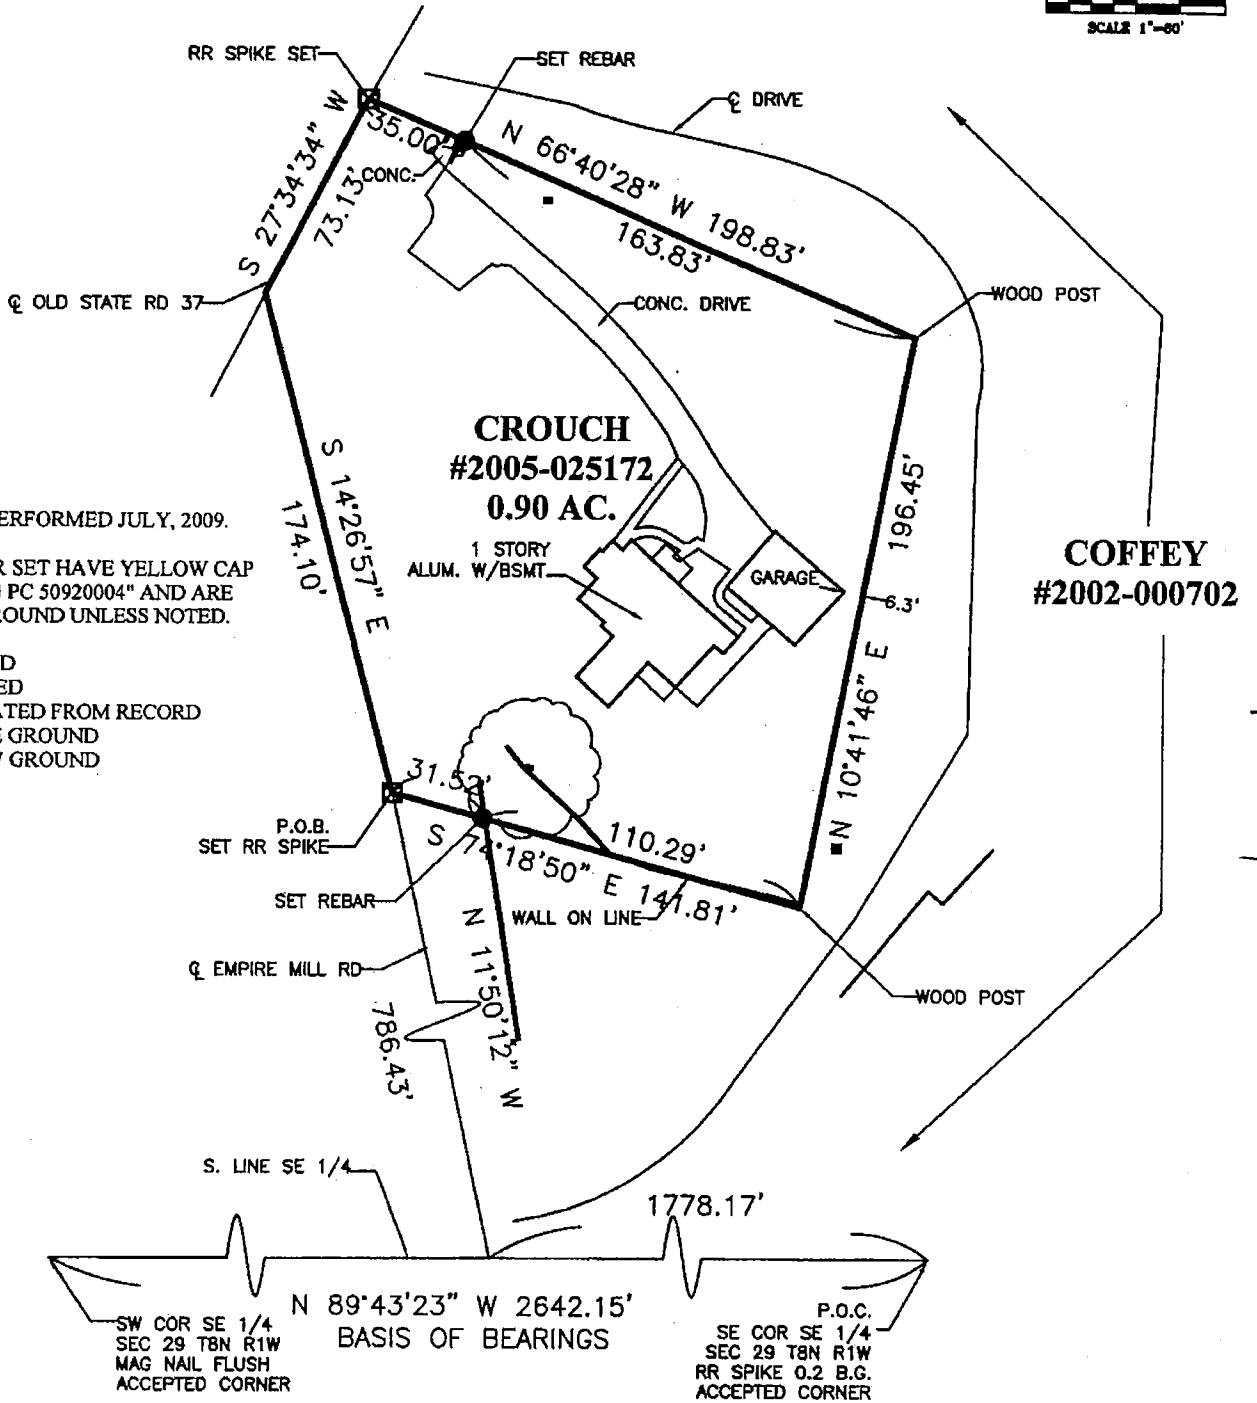 SCALE 1"=60'
RR SPIKE SET
SET REBAR
℄ DRIVE
35.00'
CONC.
N 66°40'28" W 198.83'
163.83'
S 27°34'34" W
73.13'
℄ OLD STATE RD 37
CONC. DRIVE
WOOD POST
CROUCH
#2005-025172
0.90 AC.
1 STORY
ALUM. W/BSMT.
GARAGE
196.45'
6.3'
N 10°41'46" E
COFFEY
#2002-000702
S 14°26'57" E
174.10'
ERFORMED JULY, 2009.
R SET HAVE YELLOW CAP
PC 50920004" AND ARE
ROUND UNLESS NOTED.
D
ED
ATED FROM RECORD
E GROUND
W GROUND
31.52'
P.O.B.
SET RR SPIKE
S 74°18'50" E 141.81'
110.29'
SET REBAR
WALL ON LINE
N 11°50'12" W
786.43'
℄ EMPIRE MILL RD
WOOD POST
S. LINE SE 1/4
1778.17'
N 89°43'23" W 2642.15'
BASIS OF BEARINGS
SW COR SE 1/4
SEC 29 T8N R1W
MAG NAIL FLUSH
ACCEPTED CORNER
P.O.C.
SE COR SE 1/4
SEC 29 T8N R1W
RR SPIKE 0.2 B.G.
ACCEPTED CORNER